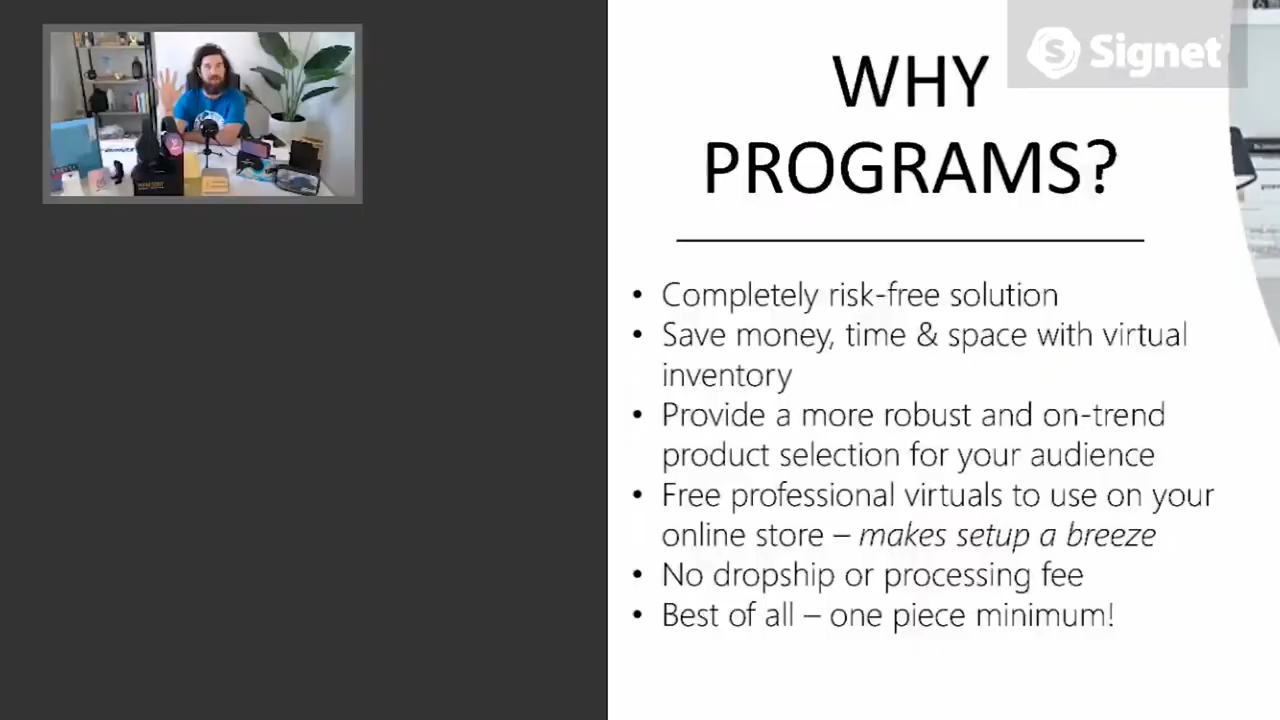 Signet
WHY
PROGRAMS?
• Completely risk-free solution
• Save money, time & space with virtual
inventory
• Provide a more robust and on-trend
product selection for your audience
• Free professional virtuals to use on your
online store – makes setup a breeze
• No dropship or processing fee
• Best of all – one piece minimum!